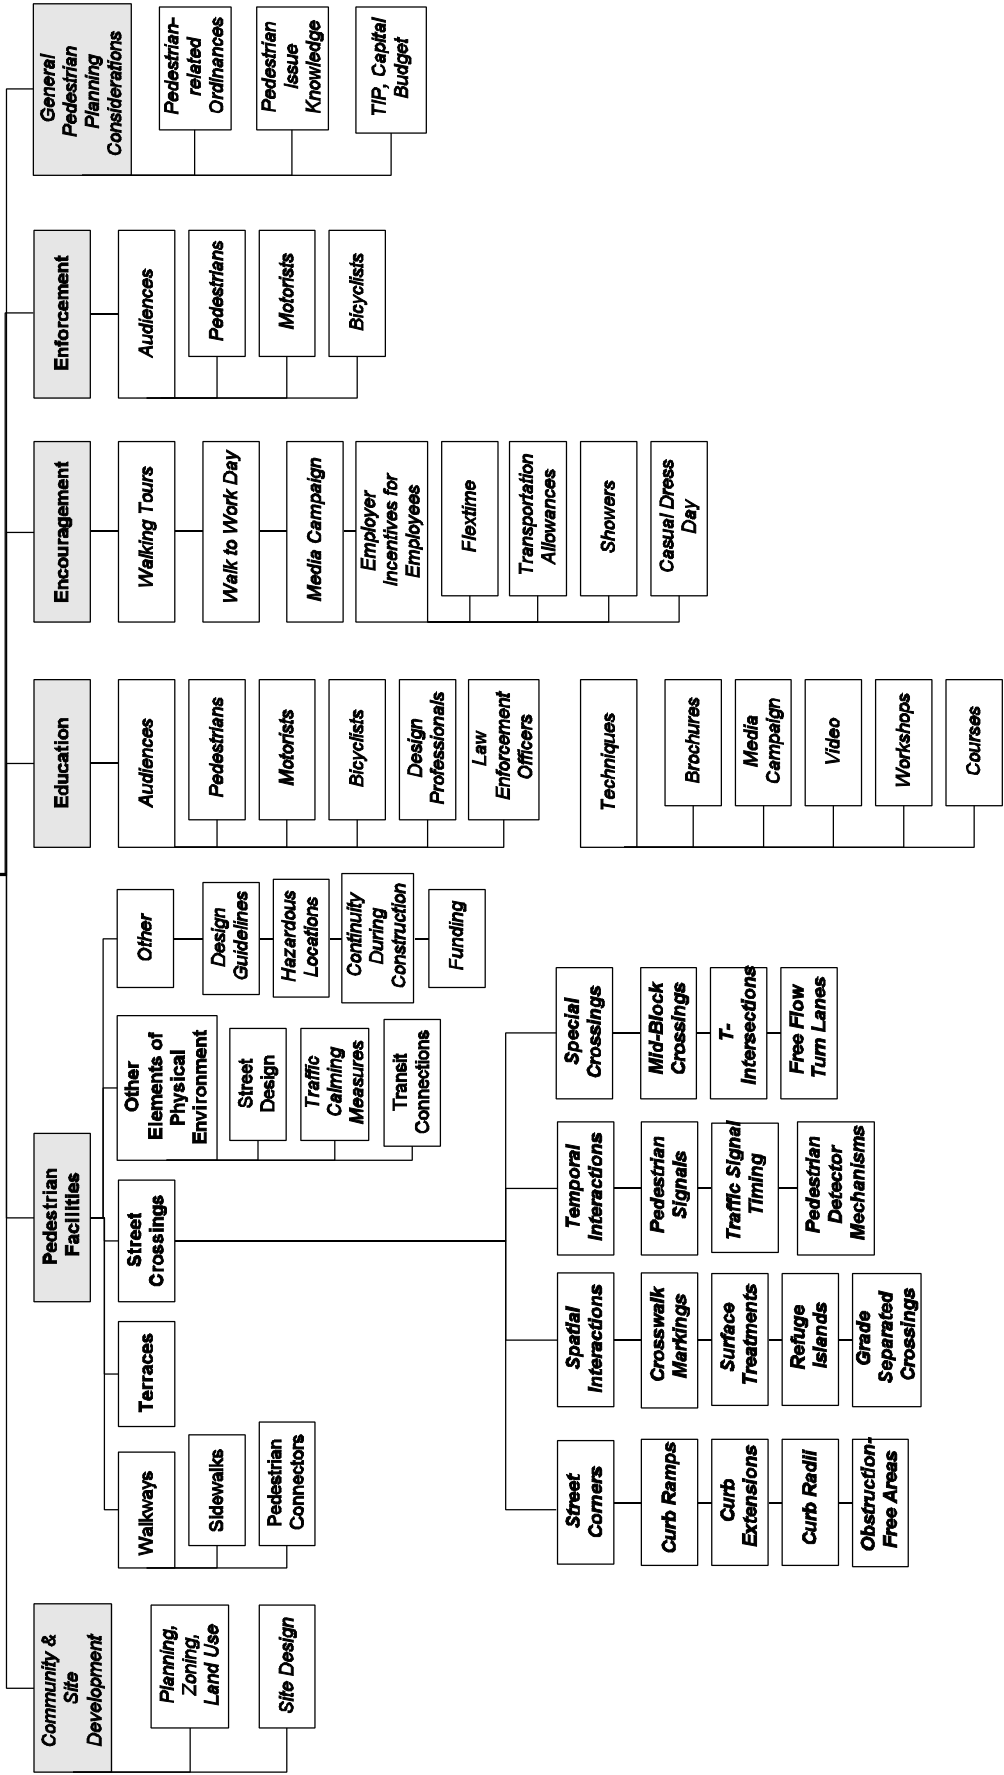 Community &
Site
Development
Planning,
Zoning,
Land Use
Site Design
Pedestrian
Facilities
Walkways
Sidewalks
Pedestrian
Connectors
Terraces
Street
Crossings
Street
Corners
Curb Ramps
Curb
Extensions
Curb Radii
Obstruction-
Free Areas
Spatial
Interactions
Crosswalk
Markings
Surface
Treatments
Refuge
Islands
Grade
Separated
Crossings
Temporal
Interactions
Pedestrian
Signals
Traffic Signal
Timing
Pedestrian
Detector
Mechanisms
Special
Crossings
Mid-Block
Crossings
T-
Intersections
Free Flow
Turn Lanes
Other
Elements of
Physical
Environment
Street
Design
Traffic
Calming
Measures
Transit
Connections
Other
Design
Guidelines
Hazardous
Locations
Continuity
During
Construction
Funding
Education
Audiences
Pedestrians
Motorists
Bicyclists
Design
Professionals
Law
Enforcement
Officers
Techniques
Brochures
Media
Campaign
Video
Workshops
Courses
Encouragement
Walking Tours
Walk to Work Day
Media Campaign
Employer
Incentives for
Employees
Flextime
Transportation
Allowances
Showers
Casual Dress
Day
Enforcement
Audiences
Pedestrians
Motorists
Bicyclists
General
Pedestrian
Planning
Considerations
Pedestrian-
related
Ordinances
Pedestrian
Issue
Knowledge
TIP, Capital
Budget